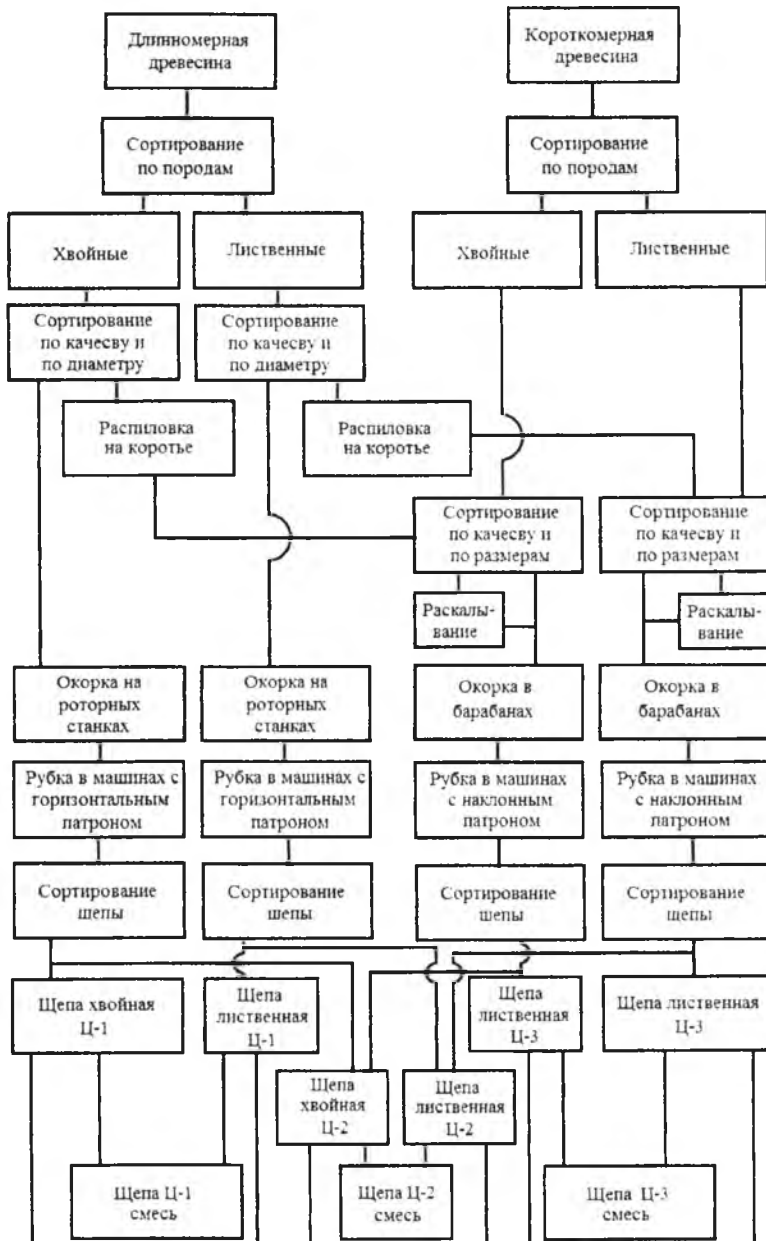 Длинномерная
древесина
Короткомерная
древесина
Сортирование
по породам
Сортирование
по породам
Хвойные
Лиственные
Хвойные
Лиственные
Сортирование
по качесву и
по диаметру
Сортирование
по качесву и
по диаметру
Распиловка
на коротье
Распиловка
на коротье
Сортирование
по качесву и
по размерам
Сортирование
по качесву и
по размерам
Раскалы-
вание
Раскалы-
вание
Окорка на
роторных
станках
Окорка на
роторных
станках
Окорка в
барабанах
Окорка в
барабанах
Рубка в машинах с
горизонтальным
патроном
Рубка в машинах с
горизонтальным
патроном
Рубка в машинах
с наклонным
патроном
Рубка в машинах
с наклонным
патроном
Сортирование
шепы
Сортирование
шепы
Сортирование
шепы
Сортирование
щепы
Щепа хвойная
Ц-1
Щепа
лиственная
Ц-1
Щепа
лиственная
Ц-3
Щепа лиственная
Ц-3
Щепа
хвойная
Ц-2
Щепа
лиственная
Ц-2
Щепа Ц-1
смесь
Щепа Ц-2
смесь
Щепа Ц-3
смесь